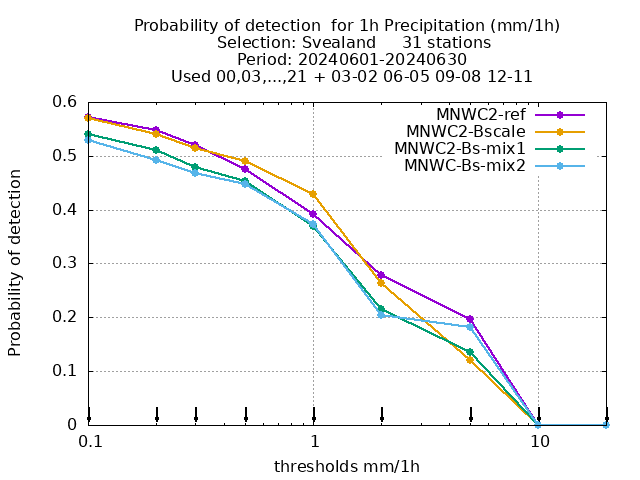 Probability of detection  for 1h Precipitation (mm/1h)
Selection: Svealand     31 stations
Period: 20240601-20240630
Used 00,03,...,21 + 03-02 06-05 09-08 12-11
MNWC2-ref
MNWC2-Bscale
MNWC2-Bs-mix1
MNWC-Bs-mix2
Probability of detection
0.6
0.5
0.4
0.3
0.2
0.1
0
0.1
1
10
thresholds mm/1h